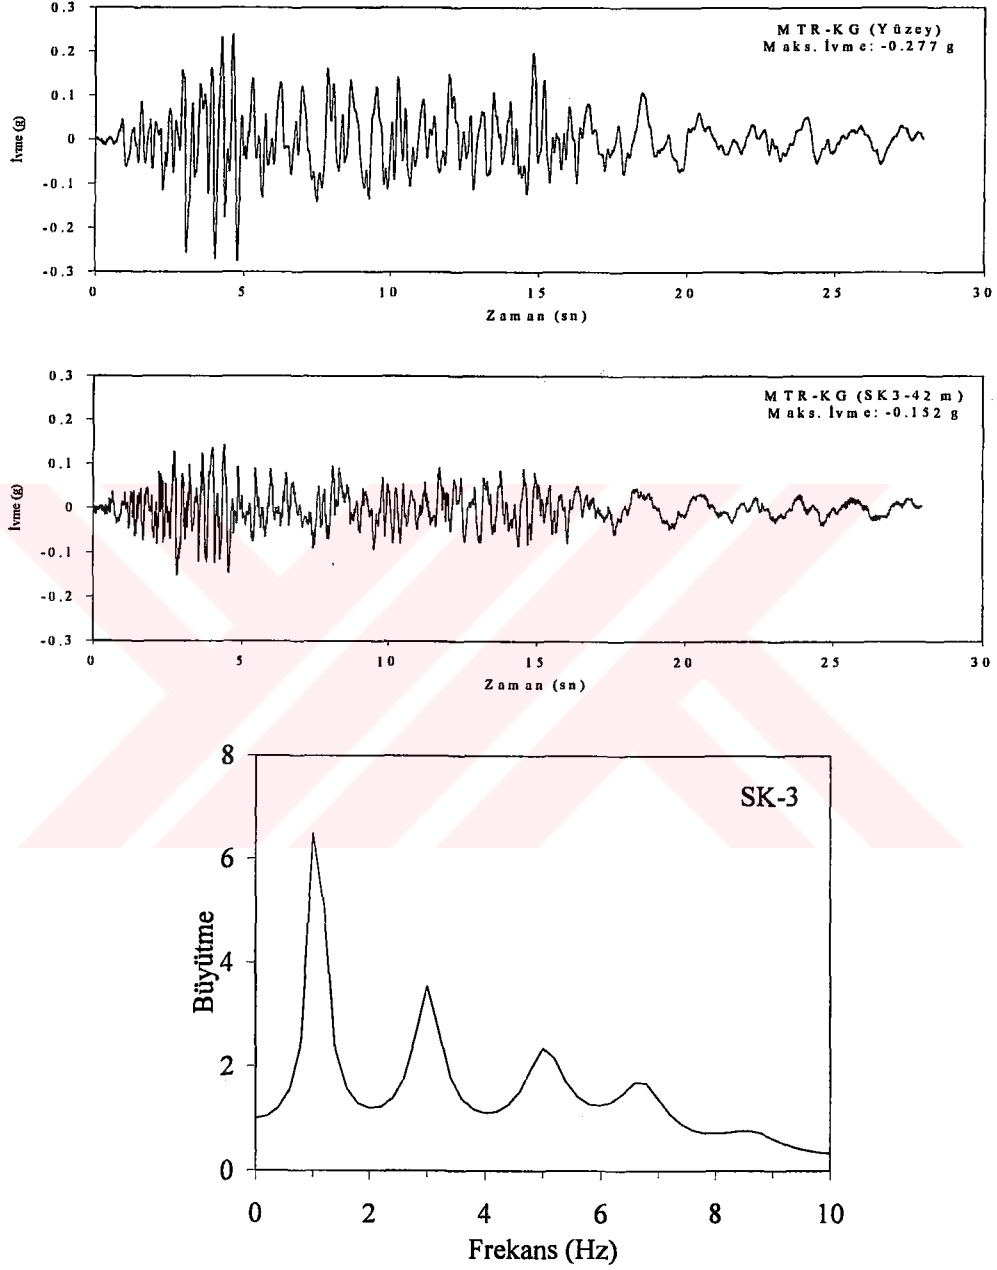 0.3
0.2
0.1
0
-0.1
-0.2
-0.3
İvme (g)
MTR-KG (Yüzey)
Maks. İvme: -0.277 g
0 5 10 15 20 25 30
Zaman (sn)
0.3
0.2
0.1
0
-0.1
-0.2
-0.3
İvme (g)
MTR-KG (SK3-42 m)
Maks. İvme: -0.152 g
0 5 10 15 20 25 30
Zaman (sn)
8
6
4
2
0
Büyütme
SK-3
0 2 4 6 8 10
Frekans (Hz)